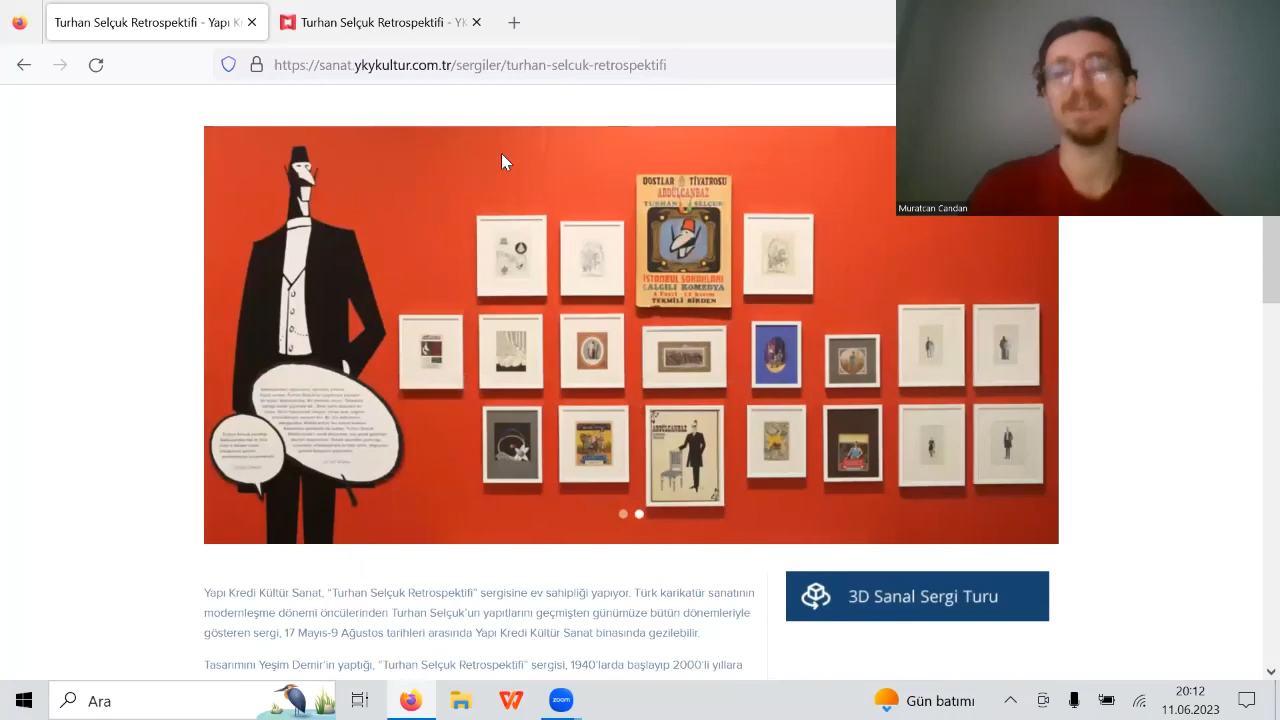 Turhan Selçuk Retrospektifi - Yapı Kr
Turhan Selçuk Retrospektifi - YK
https://sanat.ykykultur.com.tr/sergiler/turhan-selcuk-retrospektifi
Muratcan Candan
DOSTLAR TİYATROSU
ABDÜLCANBAZ
TURHAN SELÇUK
İSTANBUL SOKAKLARI
ÇALGILI KOMEDYA
TEKMİLİ BİRDEN
ABDÜLCANBAZ
3D Sanal Sergi Turu
Yapı Kredi Kültür Sanat, “Turhan Selçuk Retrospektifi” sergisine ev sahipliği yapıyor. Türk karikatür sanatının
modernleşme dönemi öncülerinden Turhan Selçuk’un yapıtlarını geçmişten günümüze bütün dönemleriyle
gösteren sergi, 17 Mayıs-9 Ağustos tarihleri arasında Yapı Kredi Kültür Sanat binasında gezilebilir.
Tasarımını Yeşim Demir’in yaptığı, “Turhan Selçuk Retrospektifi” sergisi, 1940’larda başlayıp 2000’li yıllara
Ara
zoom
Gün batımı
20:12
11.06.2023